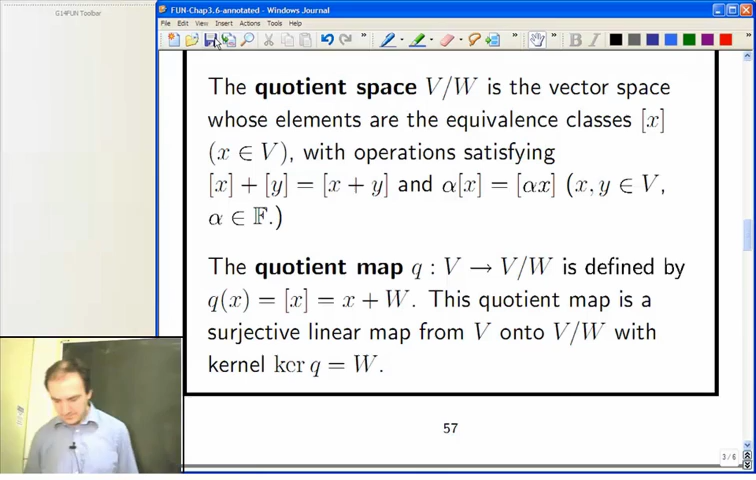 G14FUN Toolbar
FUN-Chap3.6-annotated - Windows Journal
File Edit View Insert Actions Tools Help
B I
The quotient space V/W is the vector space
whose elements are the equivalence classes [x]
(x ∈ V), with operations satisfying
[x] + [y] = [x + y] and α[x] = [αx] (x, y ∈ V,
α ∈ 𝔽.)
The quotient map q : V → V/W is defined by
q(x) = [x] = x + W. This quotient map is a
surjective linear map from V onto V/W with
kernel ker q = W.
57
3/6